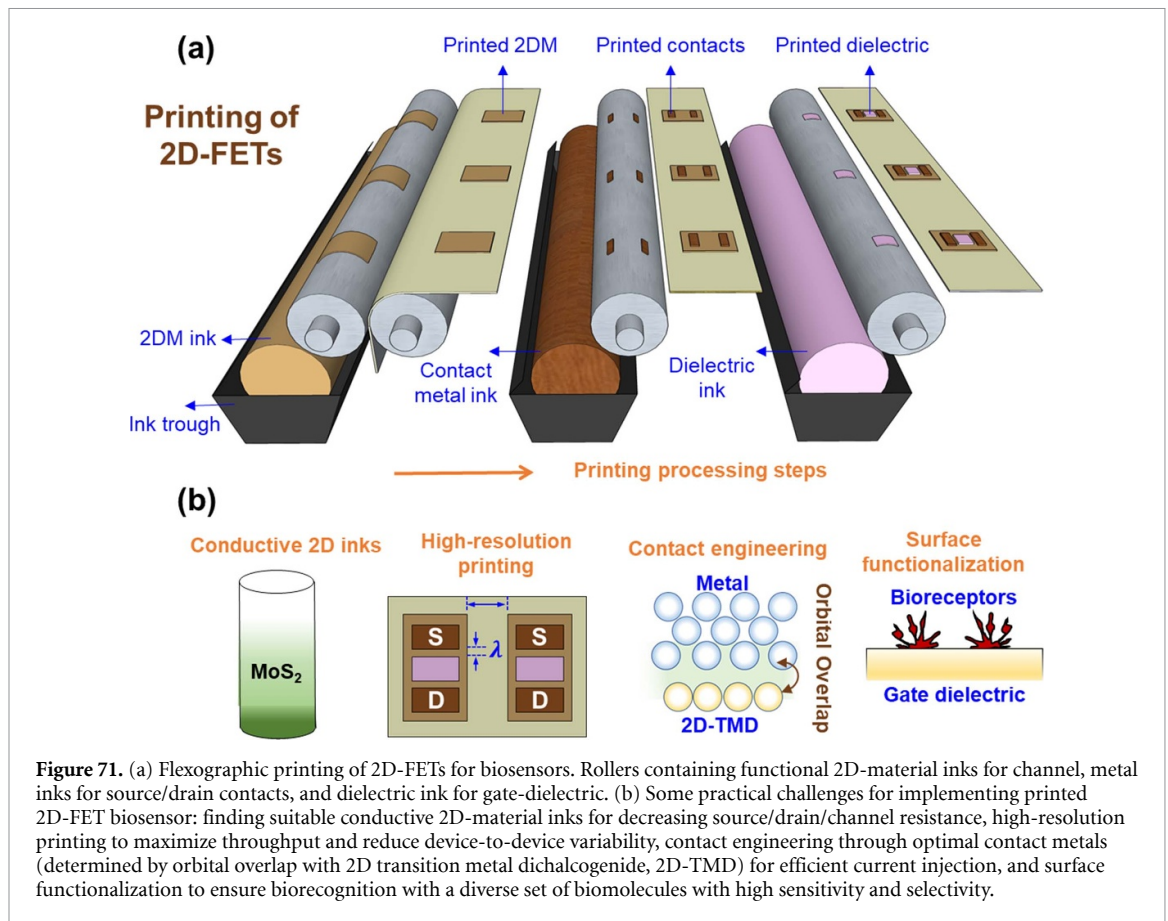 (a)
Printing of
2D-FETs
Printed 2DM
Printed contacts
Printed dielectric
2DM ink
Ink trough
Contact
metal ink
Dielectric
ink
Printing processing steps
(b)
Conductive 2D inks
MoS₂
High-resolution
printing
S
S
λ
D
D
Contact engineering
Metal
Orbital Overlap
2D-TMD
Surface
functionalization
Bioreceptors
Gate dielectric
Figure 71. (a) Flexographic printing of 2D-FETs for biosensors. Rollers containing functional 2D-material inks for channel, metal
inks for source/drain contacts, and dielectric ink for gate-dielectric. (b) Some practical challenges for implementing printed
2D-FET biosensor: finding suitable conductive 2D-material inks for decreasing source/drain/channel resistance, high-resolution
printing to maximize throughput and reduce device-to-device variability, contact engineering through optimal contact metals
(determined by orbital overlap with 2D transition metal dichalcogenide, 2D-TMD) for efficient current injection, and surface
functionalization to ensure biorecognition with a diverse set of biomolecules with high sensitivity and selectivity.